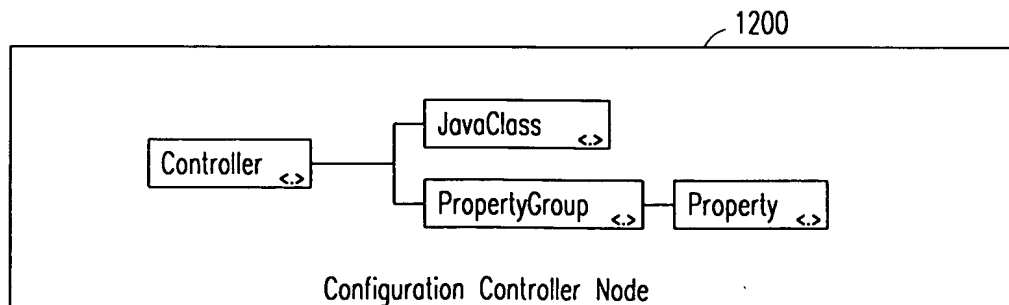 1200
JavaClass
<.>
Controller
<.>
PropertyGroup
<.>
Property
<.>
Configuration Controller Node